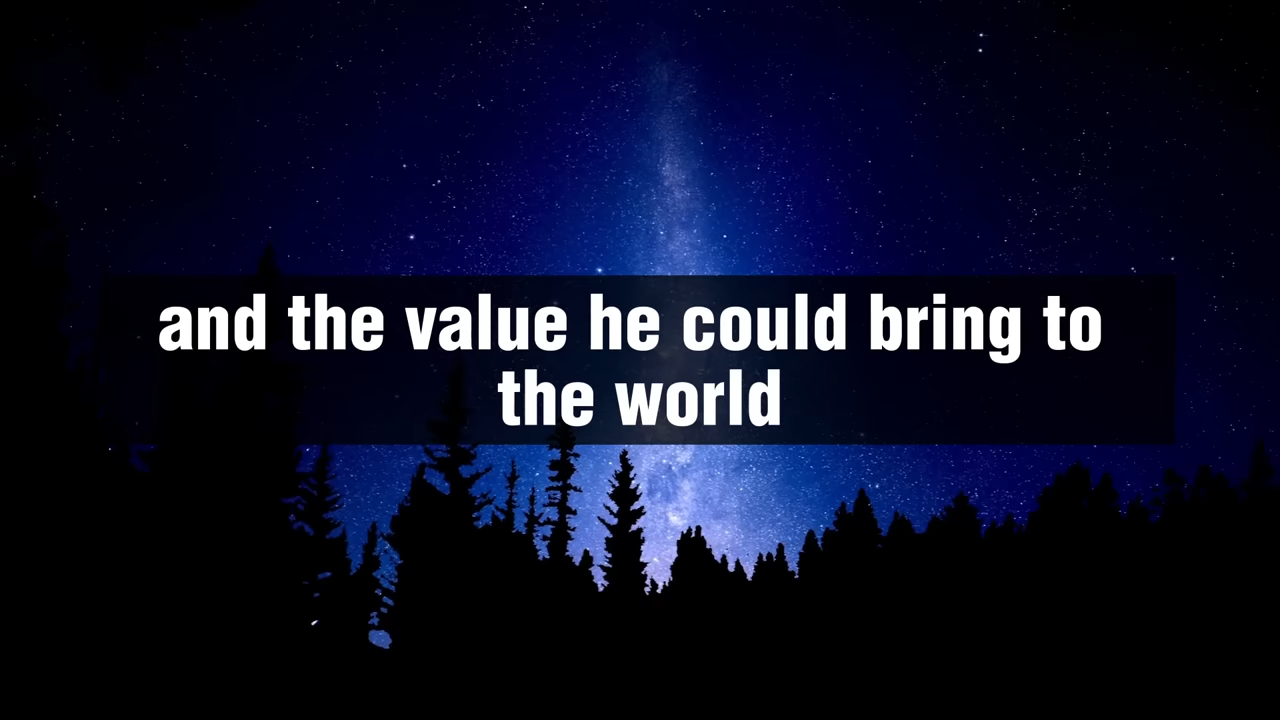 and the value he could bring to
the world